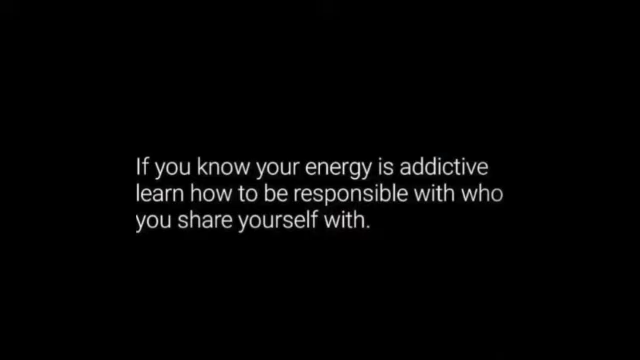 If you know your energy is addictive
learn how to be responsible with who
you share yourself with.